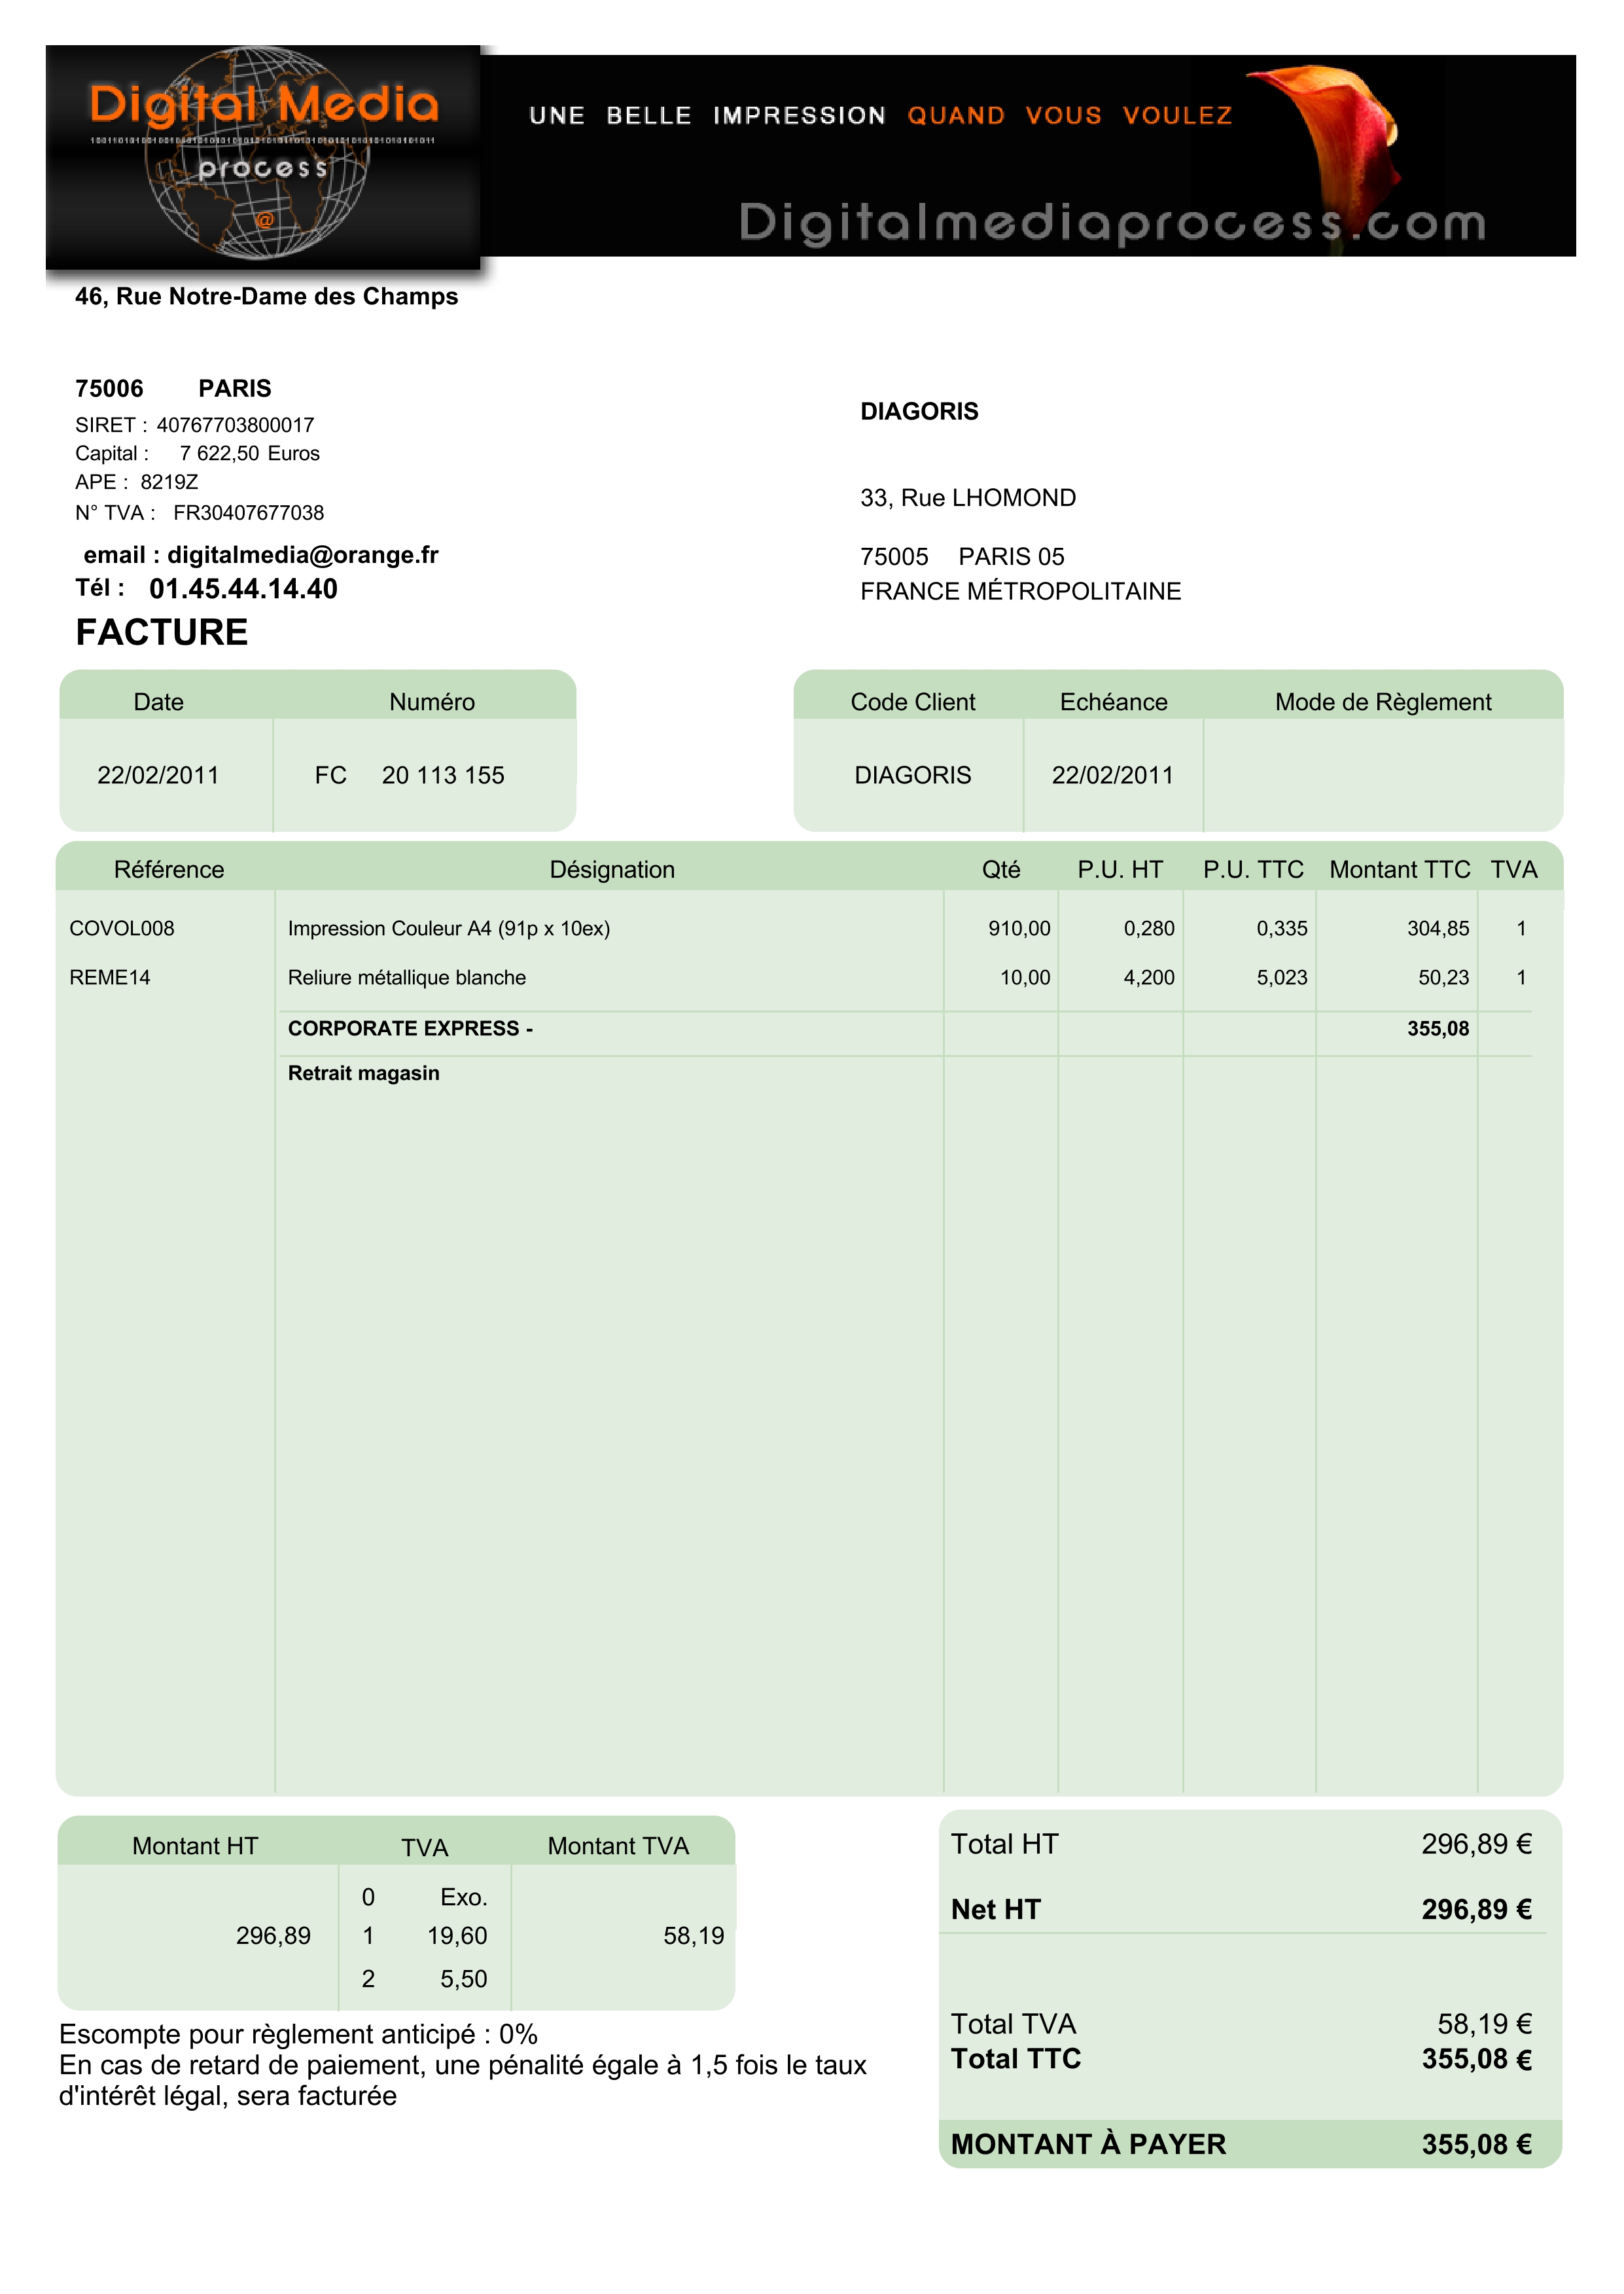 Digital Media
process
@
UNE BELLE IMPRESSION QUAND VOUS VOULEZ
Digitalmediaprocess.com
46, Rue Notre-Dame des Champs
75006 PARIS
SIRET : 40767703800017
Capital : 7 622,50 Euros
APE : 8219Z
N° TVA : FR30407677038
email : digitalmedia@orange.fr
Tél : 01.45.44.14.40
DIAGORIS
33, Rue LHOMOND
75005 PARIS 05
FRANCE MÉTROPOLITAINE
FACTURE
Date Numéro
22/02/2011 FC 20 113 155
Code Client Echéance Mode de Règlement
DIAGORIS 22/02/2011
Référence Désignation Qté P.U. HT P.U. TTC Montant TTC TVA
COVOL008 Impression Couleur A4 (91p x 10ex) 910,00 0,280 0,335 304,85 1
REME14 Reliure métallique blanche 10,00 4,200 5,023 50,23 1
CORPORATE EXPRESS - 355,08
Retrait magasin
Montant HT TVA Montant TVA
0 Exo.
296,89 1 19,60 58,19
2 5,50
Escompte pour règlement anticipé : 0%
En cas de retard de paiement, une pénalité égale à 1,5 fois le taux
d'intérêt légal, sera facturée
Total HT 296,89 €
Net HT 296,89 €
Total TVA 58,19 €
Total TTC 355,08 €
MONTANT À PAYER 355,08 €